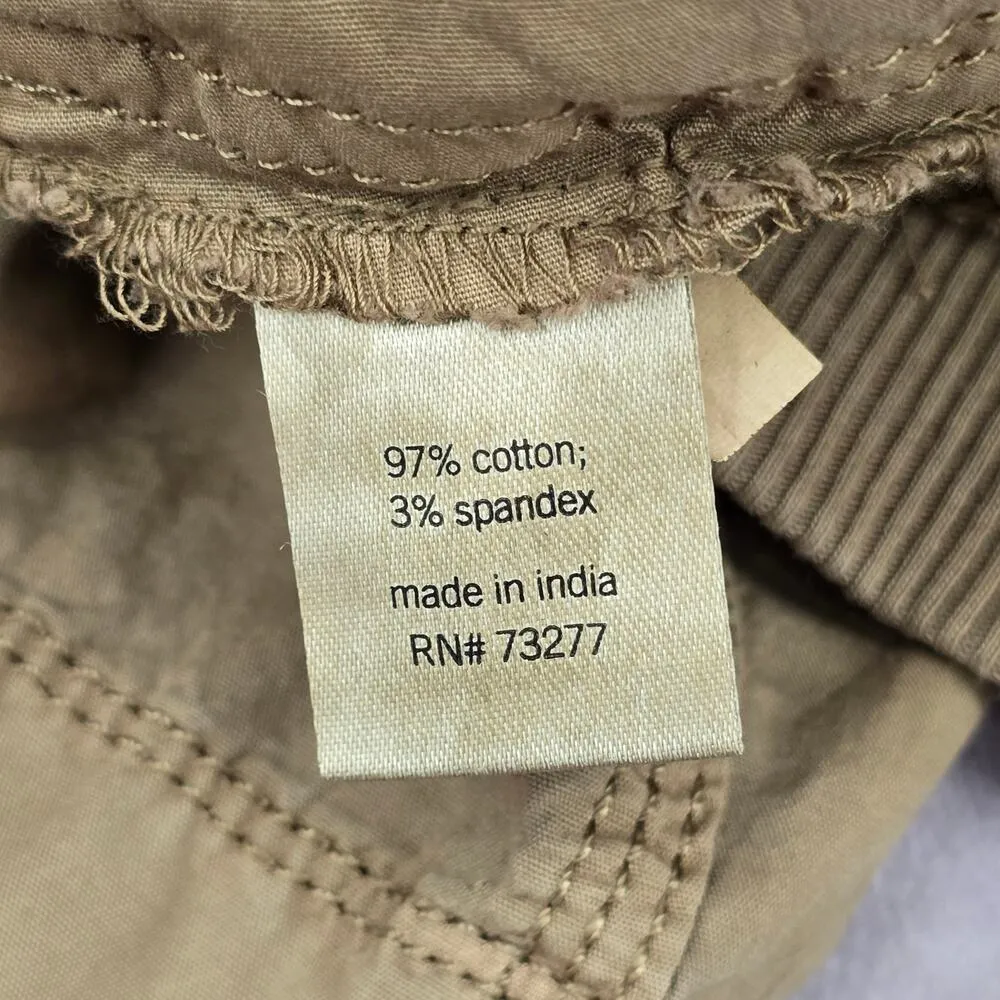 97% cotton;
3% spandex
made in india
RN# 73277